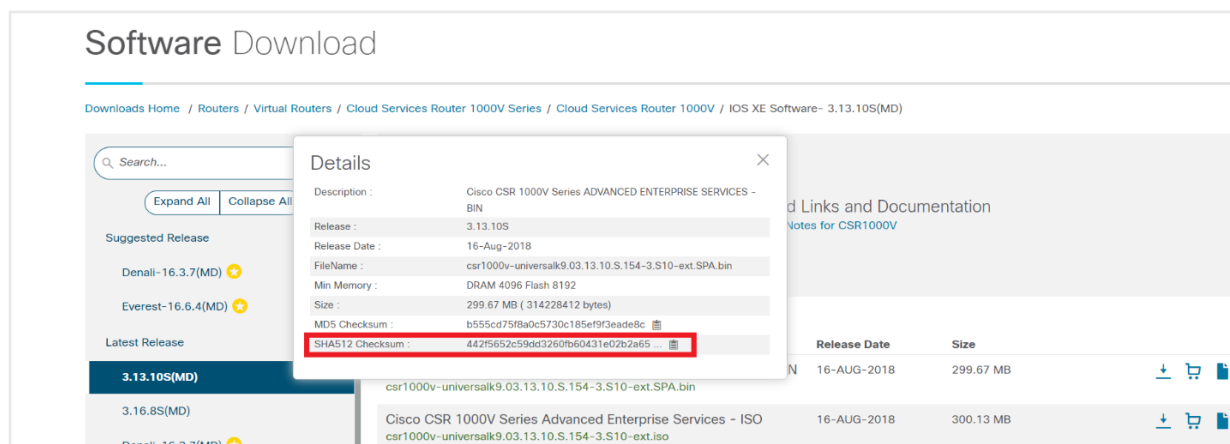 Software Download
Downloads Home / Routers / Virtual Routers / Cloud Services Router 1000V Series / Cloud Services Router 1000V / IOS XE Software- 3.13.10S(MD)
Search...
Expand All Collapse All
Suggested Release
Denali-16.3.7(MD)
Everest-16.6.4(MD)
Latest Release
3.13.10S(MD)
3.16.8S(MD)
Details
Description : Cisco CSR 1000V Series ADVANCED ENTERPRISE SERVICES -
BIN
Release : 3.13.10S
Release Date : 16-Aug-2018
FileName : csr1000v-universalk9.03.13.10.S.154-3.S10-ext.SPA.bin
Min Memory : DRAM 4096 Flash 8192
Size : 299.67 MB ( 314228412 bytes)
MD5 Checksum : b555cd75f8a0c5730c185ef9f3eade8c
SHA512 Checksum : 442f5652c59dd3260fb60431e02b2a65 ...
d Links and Documentation
Notes for CSR1000V
Release Date Size
N 16-AUG-2018 299.67 MB
csr1000v-universalk9.03.13.10.S.154-3.S10-ext.SPA.bin
Cisco CSR 1000V Series Advanced Enterprise Services - ISO 16-AUG-2018 300.13 MB
csr1000v-universalk9.03.13.10.S.154-3.S10-ext.iso